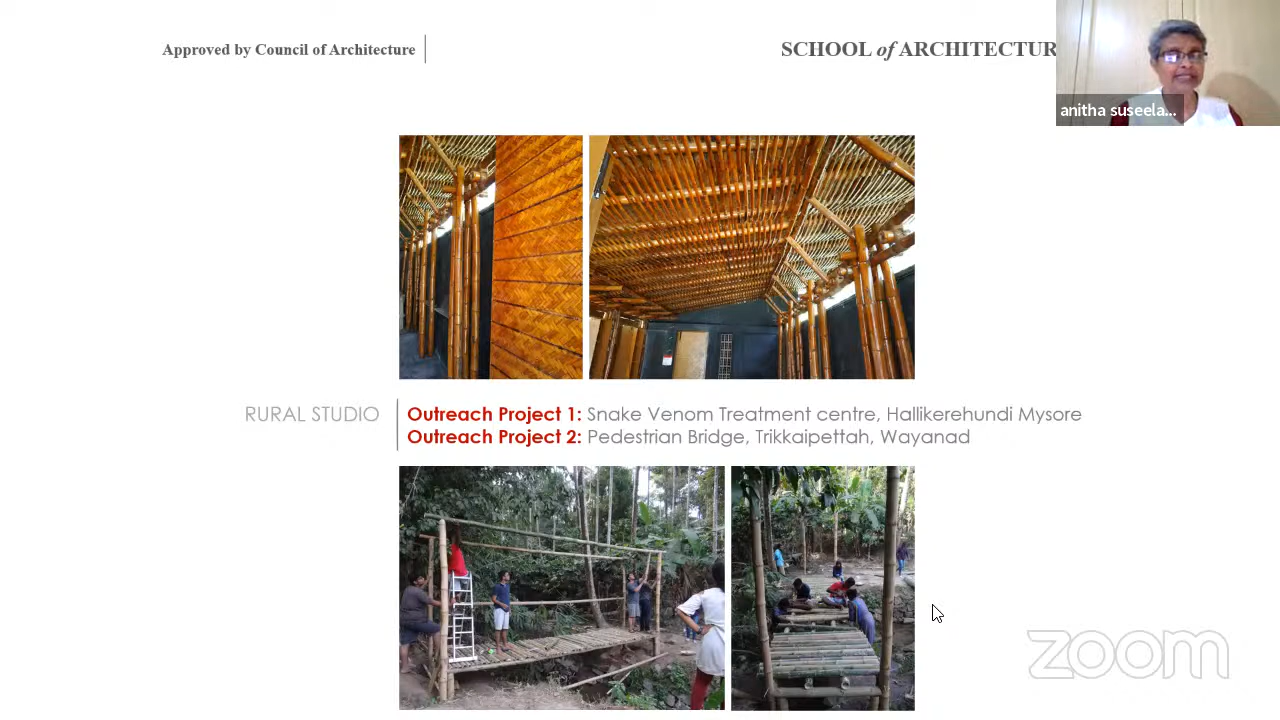 Approved by Council of Architecture
SCHOOL of ARCHITECTUR
anitha suseela...
RURAL STUDIO
Outreach Project 1: Snake Venom Treatment centre, Hallikerehundi Mysore
Outreach Project 2: Pedestrian Bridge, Trikkaipettah, Wayanad
zoom